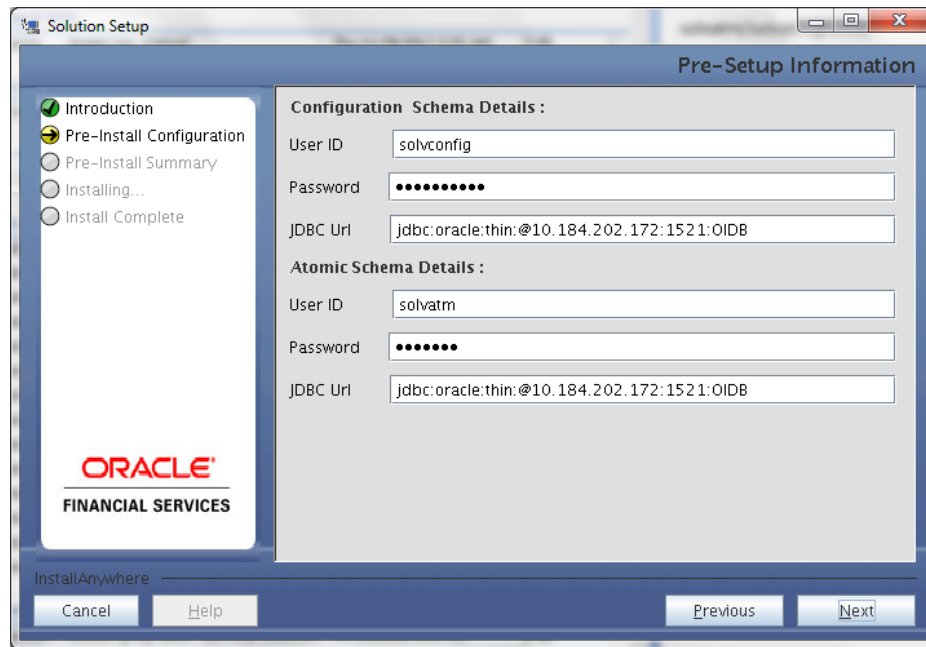 Solution Setup
Pre-Setup Information
Introduction
Pre-Install Configuration
Pre-Install Summary
Installing...
Install Complete
ORACLE
FINANCIAL SERVICES
Configuration Schema Details :
User ID solvconfig
Password ••••••••••
JDBC Url jdbc:oracle:thin:@10.184.202.172:1521:OIDB
Atomic Schema Details :
User ID solvatm
Password •••••••
JDBC Url jdbc:oracle:thin:@10.184.202.172:1521:OIDB
InstallAnywhere
Cancel Help Previous Next